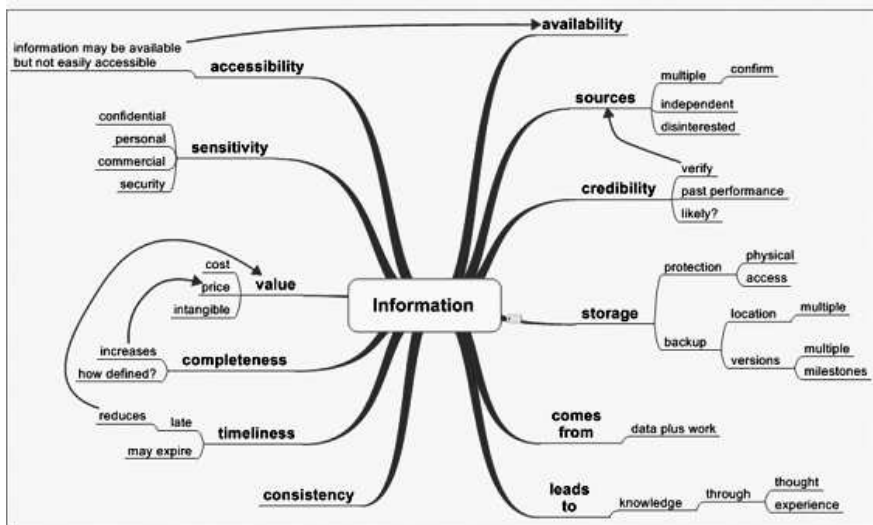 availability
information may be available
but not easily accessible
accessibility
multiple
confirm
sources
independent
disinterested
confidential
personal
sensitivity
commercial
security
verify
credibility
past performance
likely?
cost
value
price
intangible
Information
physical
protection
access
storage
location
multiple
backup
versions
multiple
milestones
increases
completeness
how defined?
reduces
late
timeliness
may expire
comes
from
data plus work
consistency
leads
to
knowledge
through
thought
experience